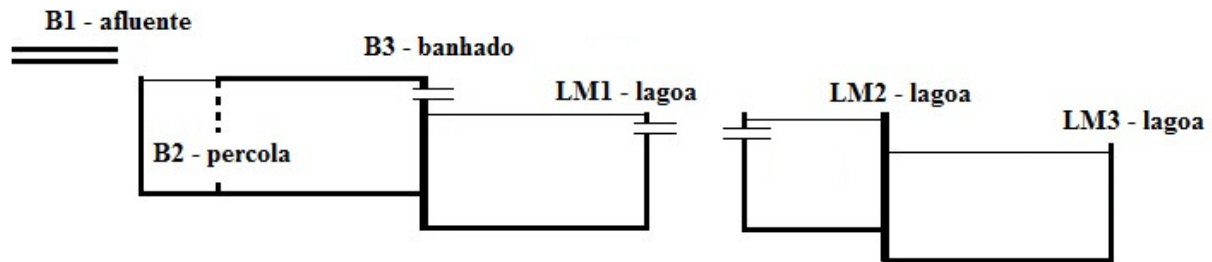 B1 - afluente
B3 - banhado
LM1 - lagoa
LM2 - lagoa
LM3 - lagoa
B2 - percola